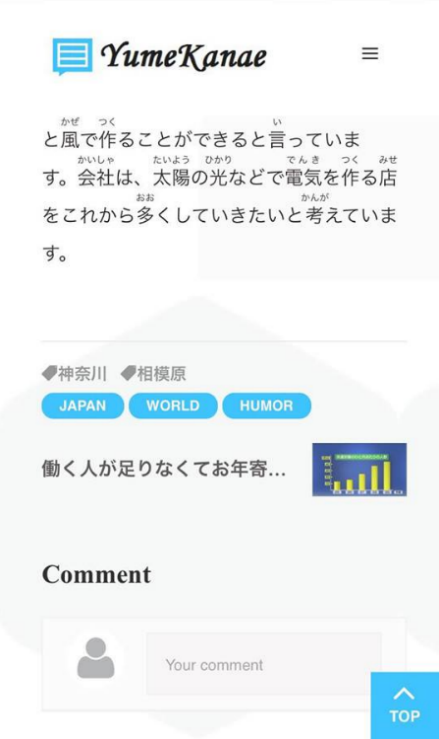 YumeKanae
かぜ つく い
と風で作ることができると言っていま
かいしゃ たいよう ひかり でんき つく みせ
す。会社は、太陽の光などで電気を作る店
おお かんが
をこれから多くしていきたいと考えていま
す。
神奈川 相模原
JAPAN WORLD HUMOR
働く人が足りなくてお年寄...
Comment
Your comment
TOP